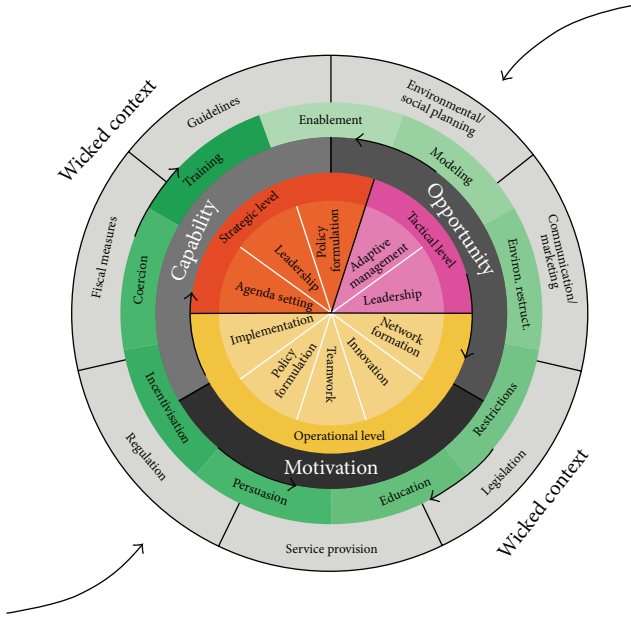 Wicked context
Guidelines
Environmental/
social planning
Communication/
marketing
Legislation
Service provision
Regulation
Fiscal measures
Wicked context
Enablement
Modeling
Environ. restruct.
Restrictions
Education
Persuasion
Incentivisation
Coercion
Training
Capability
Opportunity
Motivation
Strategic level
Tactical level
Operational level
Agenda setting
Leadership
Policy
formulation
Adaptive
management
Leadership
Network
formation
Innovation
Teamwork
Policy
formulation
Implementation